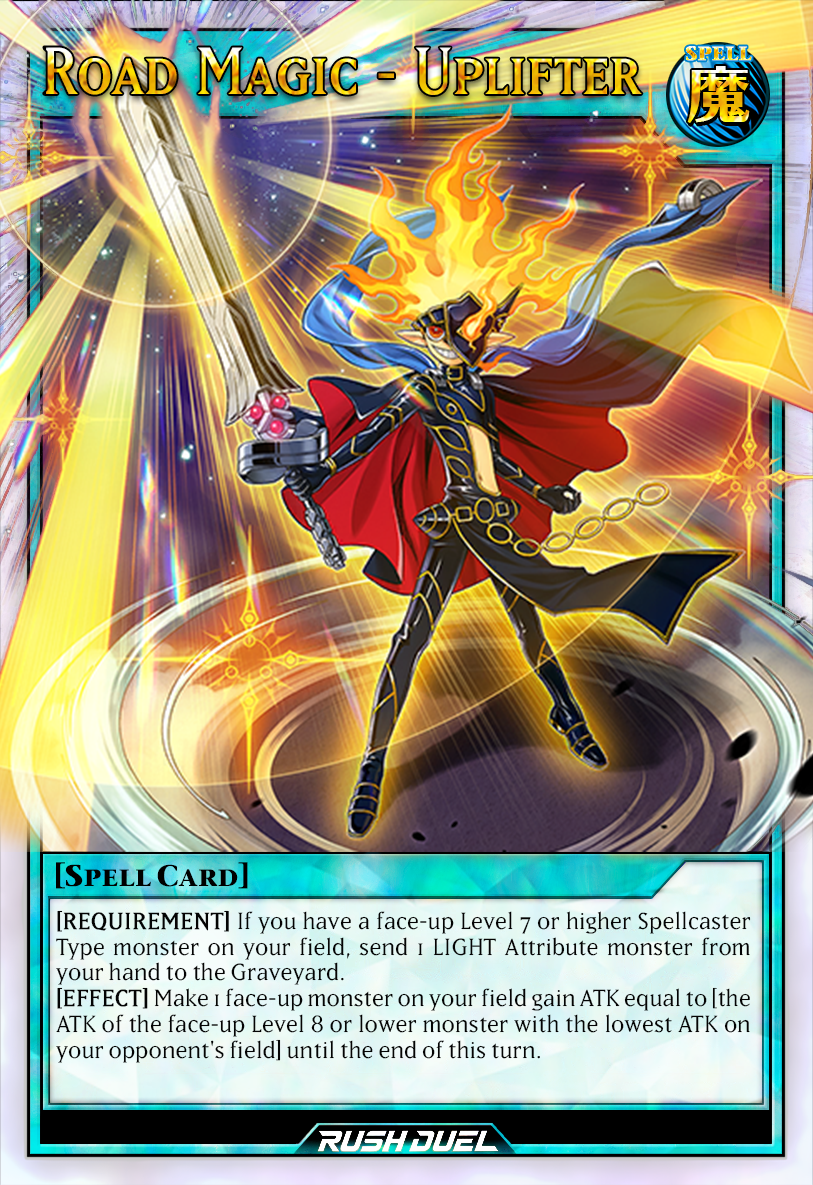 Road Magic - Uplifter
SPELL
魔
[Spell Card]
[REQUIREMENT] If you have a face-up Level 7 or higher Spellcaster
Type monster on your field, send 1 LIGHT Attribute monster from
your hand to the Graveyard.
[EFFECT] Make 1 face-up monster on your field gain ATK equal to [the
ATK of the face-up Level 8 or lower monster with the lowest ATK on
your opponent's field] until the end of this turn.
RUSH DUEL